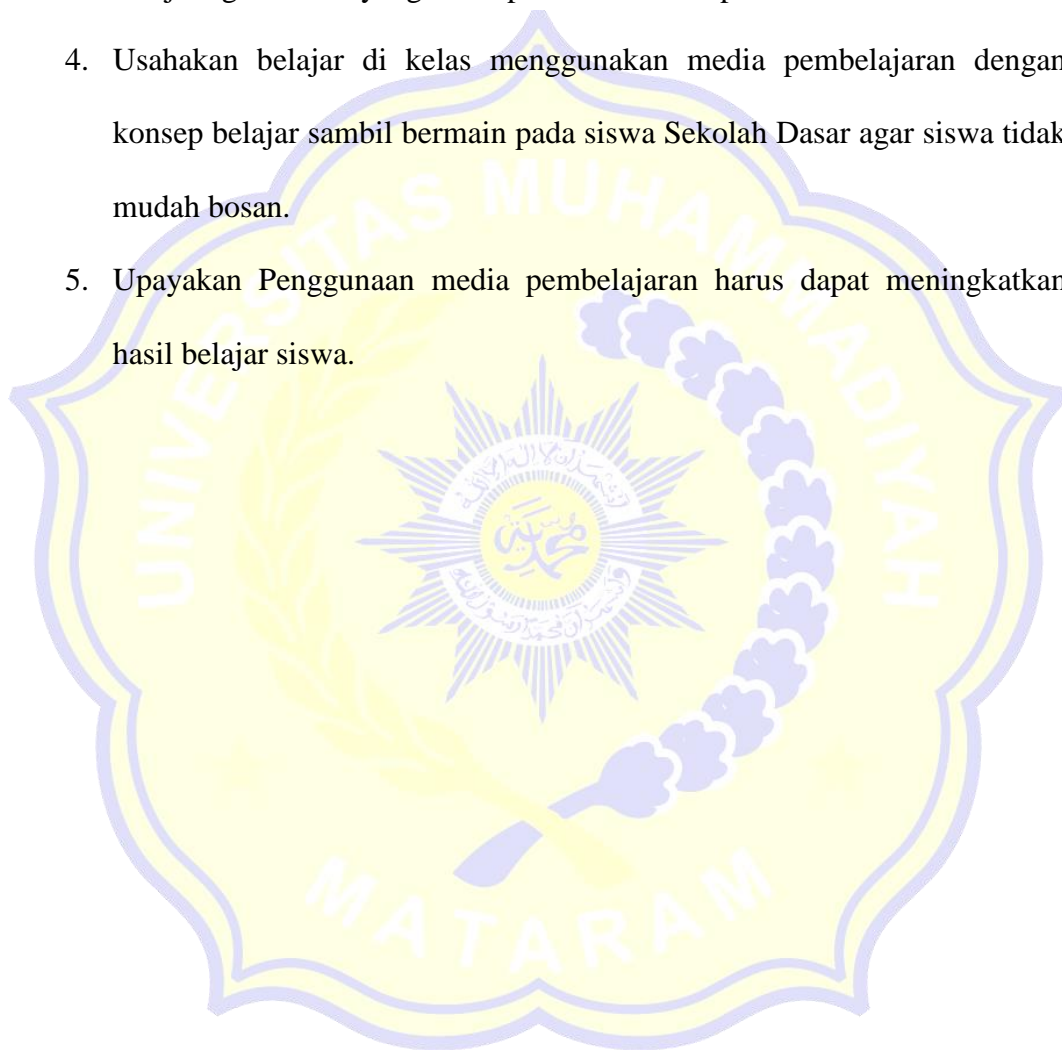 4. Usahakan belajar di kelas menggunakan media pembelajaran dengan
konsep belajar sambil bermain pada siswa Sekolah Dasar agar siswa tidak
mudah bosan.
5. Upayakan Penggunaan media pembelajaran harus dapat meningkatkan
hasil belajar siswa.
UNIVERSITAS MUHAMMADIYAH
MATARAM